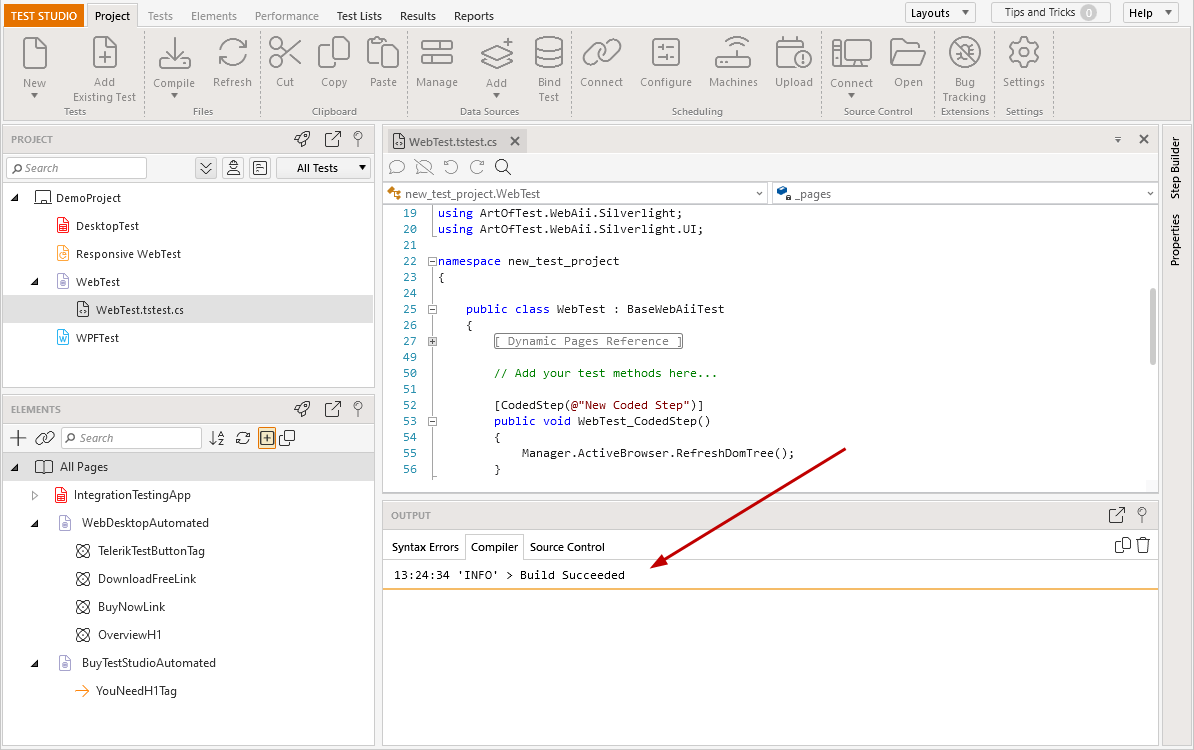 TEST STUDIO Project Tests Elements Performance Test Lists Results Reports Layouts Tips and Tricks 0 Help
New Add Existing Test Compile Refresh Cut Copy Paste Manage Add Bind Test Connect Configure Machines Upload Connect Open Bug Tracking Settings
Tests Files Clipboard Data Sources Scheduling Source Control Extensions Settings
PROJECT
Search All Tests
DemoProject
DesktopTest
Responsive WebTest
WebTest
WebTest.tstest.cs
WPFTest
ELEMENTS
Search
All Pages
IntegrationTestingApp
WebDesktopAutomated
TelerikTestButtonTag
DownloadFreeLink
BuyNowLink
OverviewH1
BuyTestStudioAutomated
YouNeedH1Tag
WebTest.tstest.cs
new_test_project.WebTest _pages
19 using ArtOfTest.WebAii.Silverlight;
20 using ArtOfTest.WebAii.Silverlight.UI;
21
22 namespace new_test_project
23 {
24
25 public class WebTest : BaseWebAiiTest
26 {
27 [ Dynamic Pages Reference ]
49
50 // Add your test methods here...
51
52 [CodedStep(@"New Coded Step")]
53 public void WebTest_CodedStep()
54 {
55 Manager.ActiveBrowser.RefreshDomTree();
56 }
OUTPUT
Syntax Errors Compiler Source Control
13:24:34 'INFO' > Build Succeeded
Step Builder
Properties